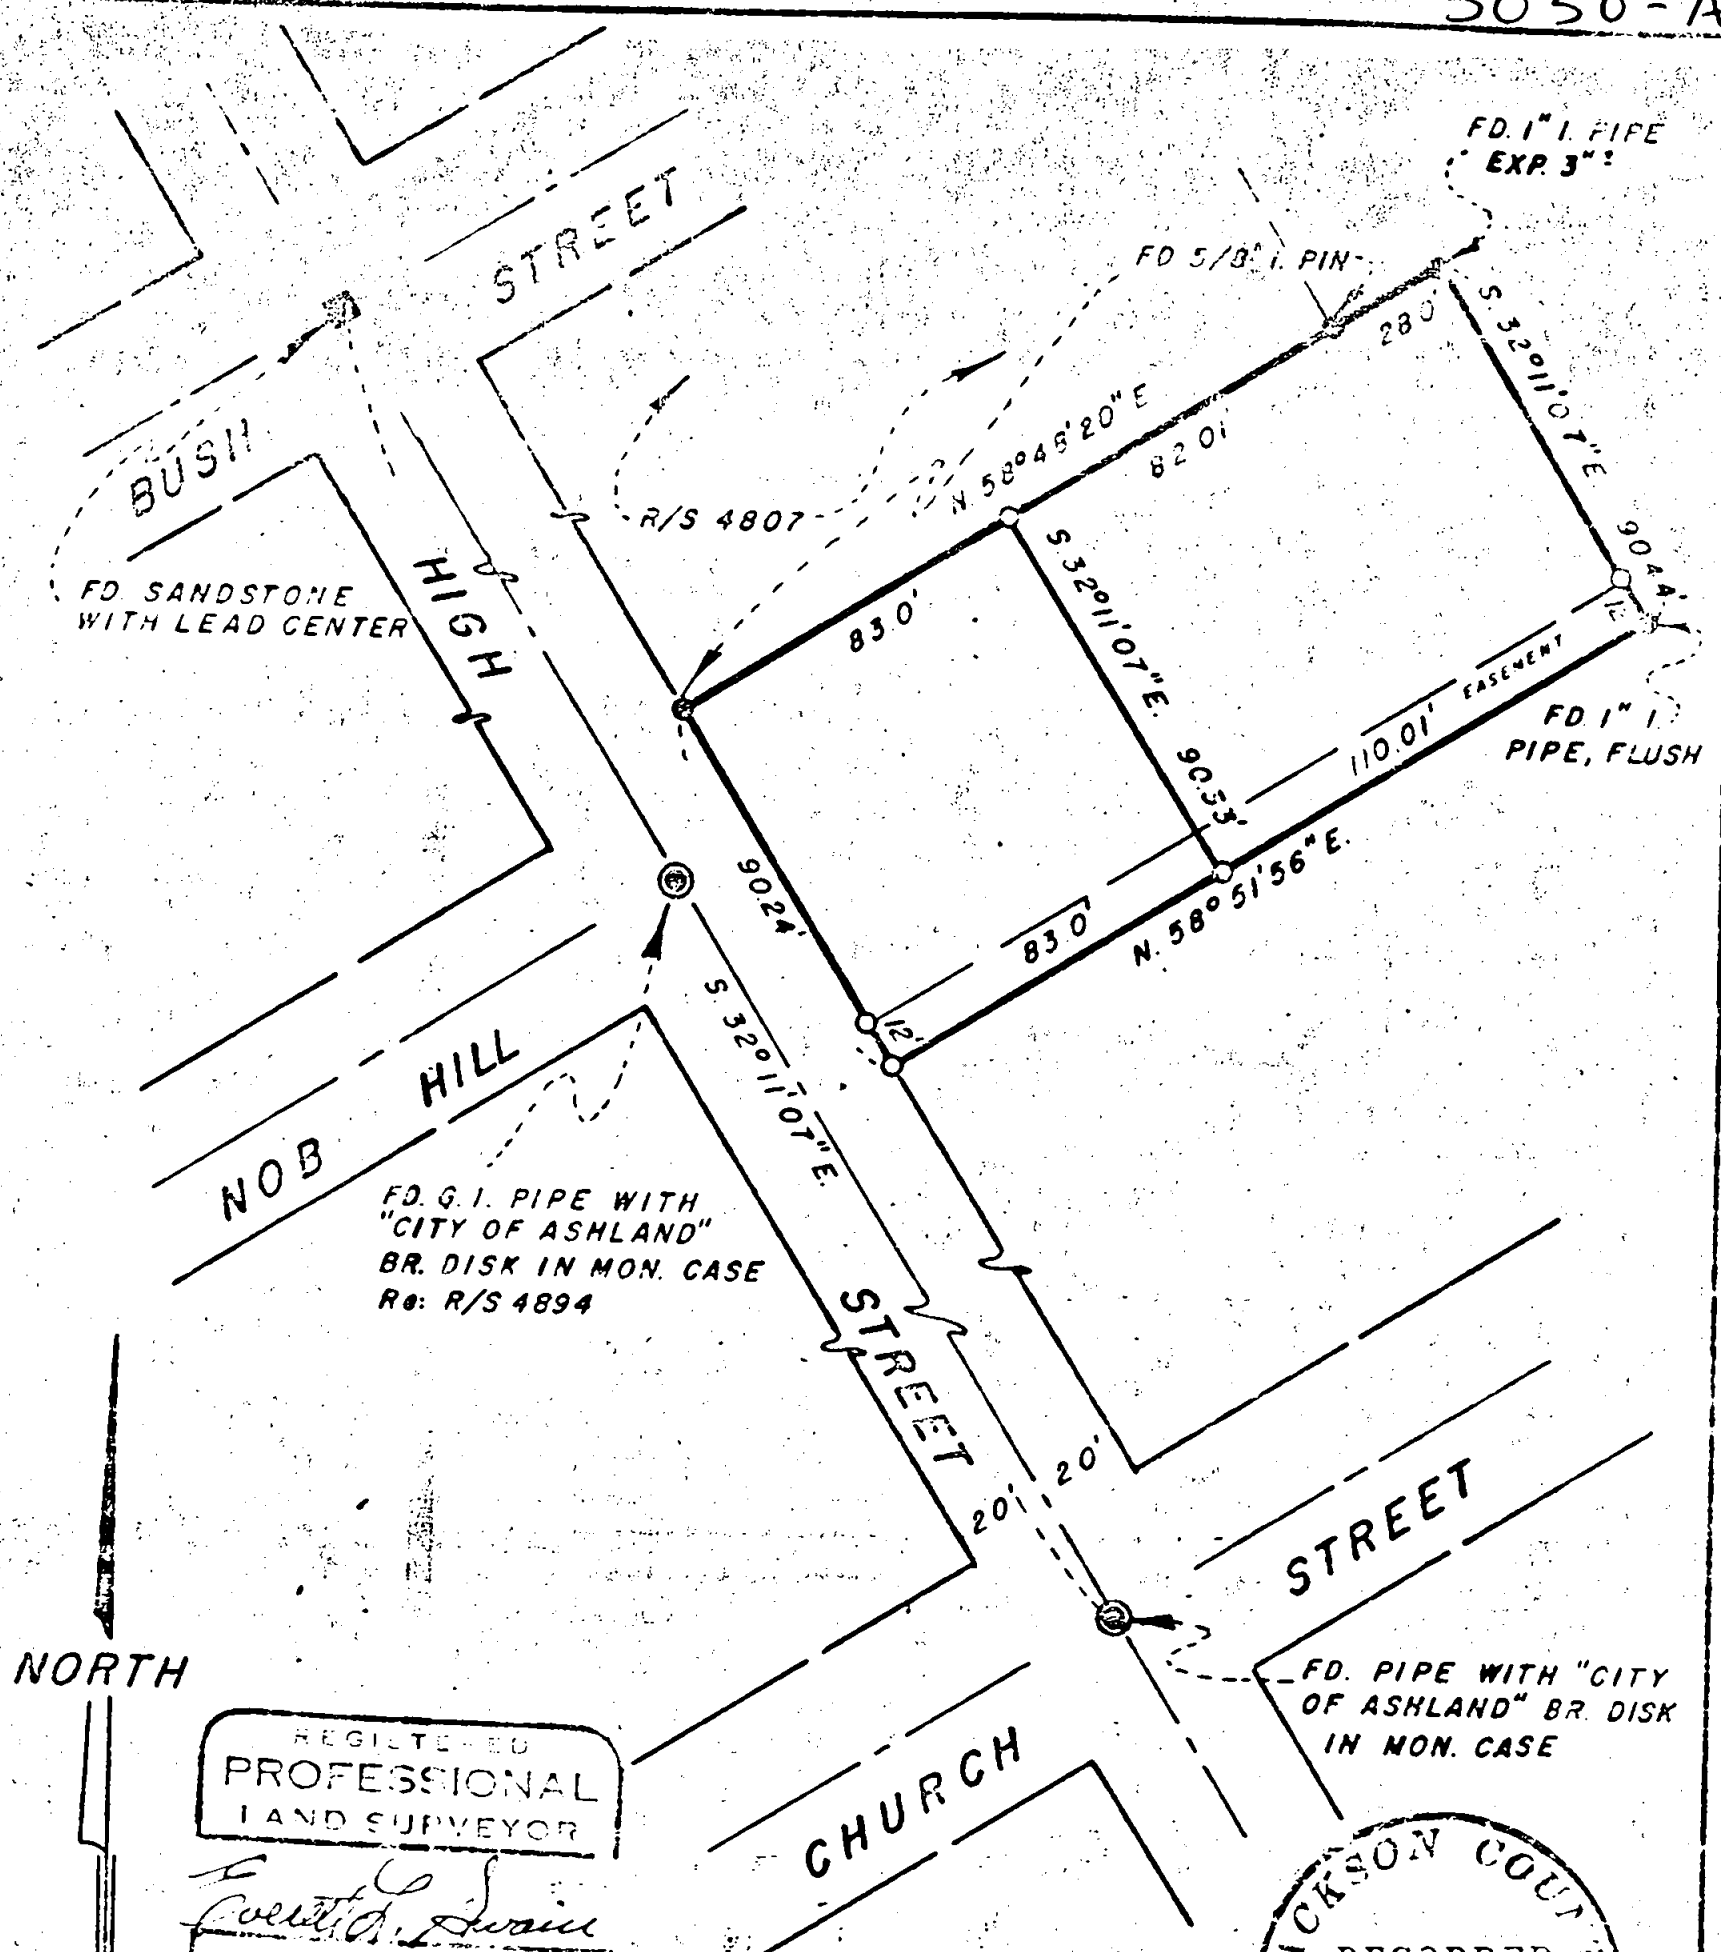 5050-A
FD. 1" I. PIPE
EXP. 3" ±
STREET
FD 5/8" I. PIN
28.0'
S. 32°11'07" E
N 58°48'20" E
82.01
BUSH
R/S 4807
90.44'
FD. SANDSTONE
WITH LEAD CENTER
HIGH
83.0'
S. 32°11'07" E.
12'
EASEMENT
FD. 1" I.
PIPE, FLUSH
110.01'
90.33'
90.24'
83.0'
N. 58° 51' 56" E.
12'
S. 32°11'07" E.
NOB
HILL
FD. G. I. PIPE WITH
"CITY OF ASHLAND"
BR. DISK IN MON. CASE
Re: R/S 4894
STREET
20'
20'
STREET
NORTH
FD. PIPE WITH "CITY
OF ASHLAND" BR. DISK
IN MON. CASE
CHURCH
REGISTERED
PROFESSIONAL
LAND SURVEYOR
Everett L. Swain
CKSON COU